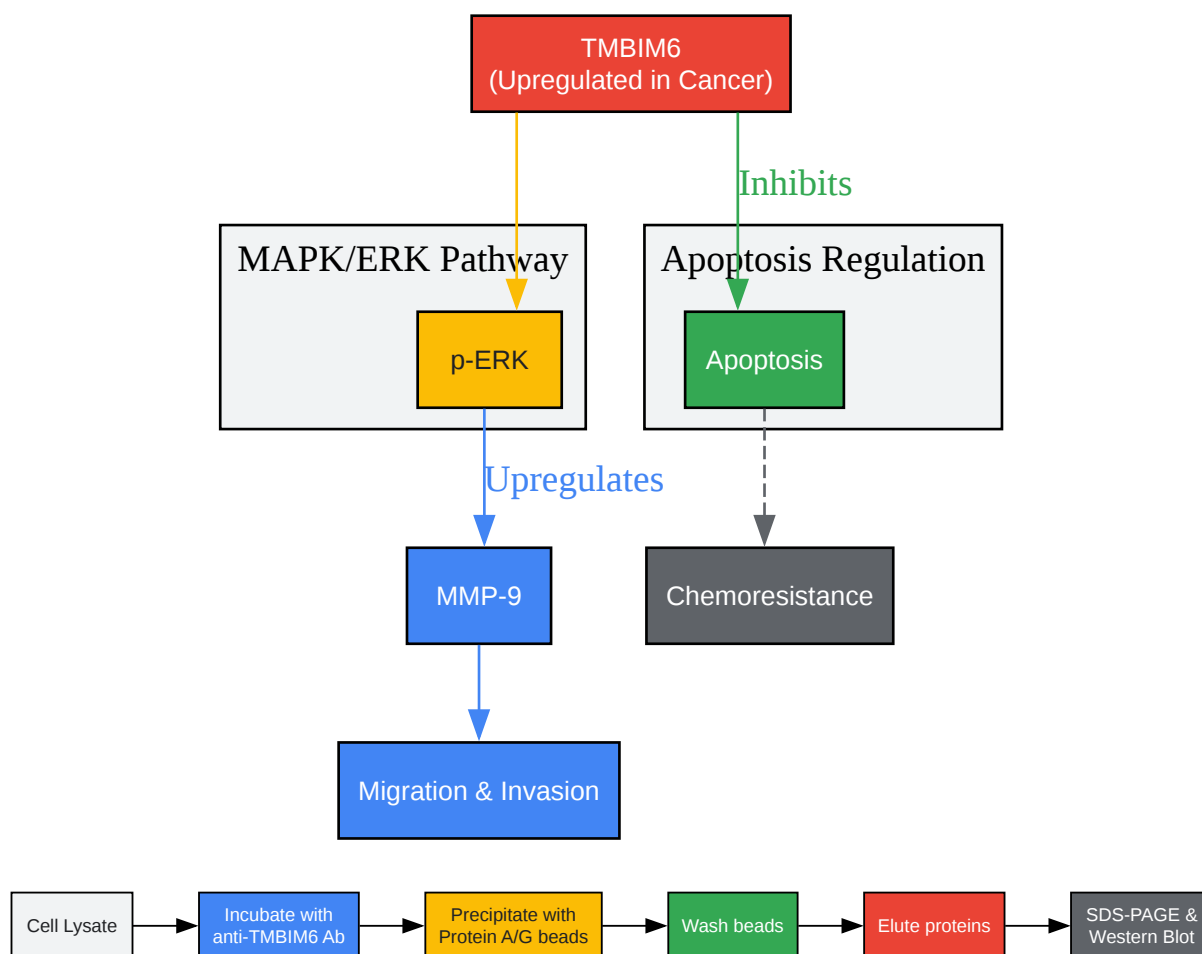 TMBIM6
(Upregulated in Cancer)
Inhibits
MAPK/ERK Pathway
Apoptosis Regulation
p-ERK
Apoptosis
Upregulates
MMP-9
Chemoresistance
Migration & Invasion
Cell Lysate
Incubate with
anti-TMBIM6 Ab
Precipitate with
Protein A/G beads
Wash beads
Elute proteins
SDS-PAGE &
Western Blot